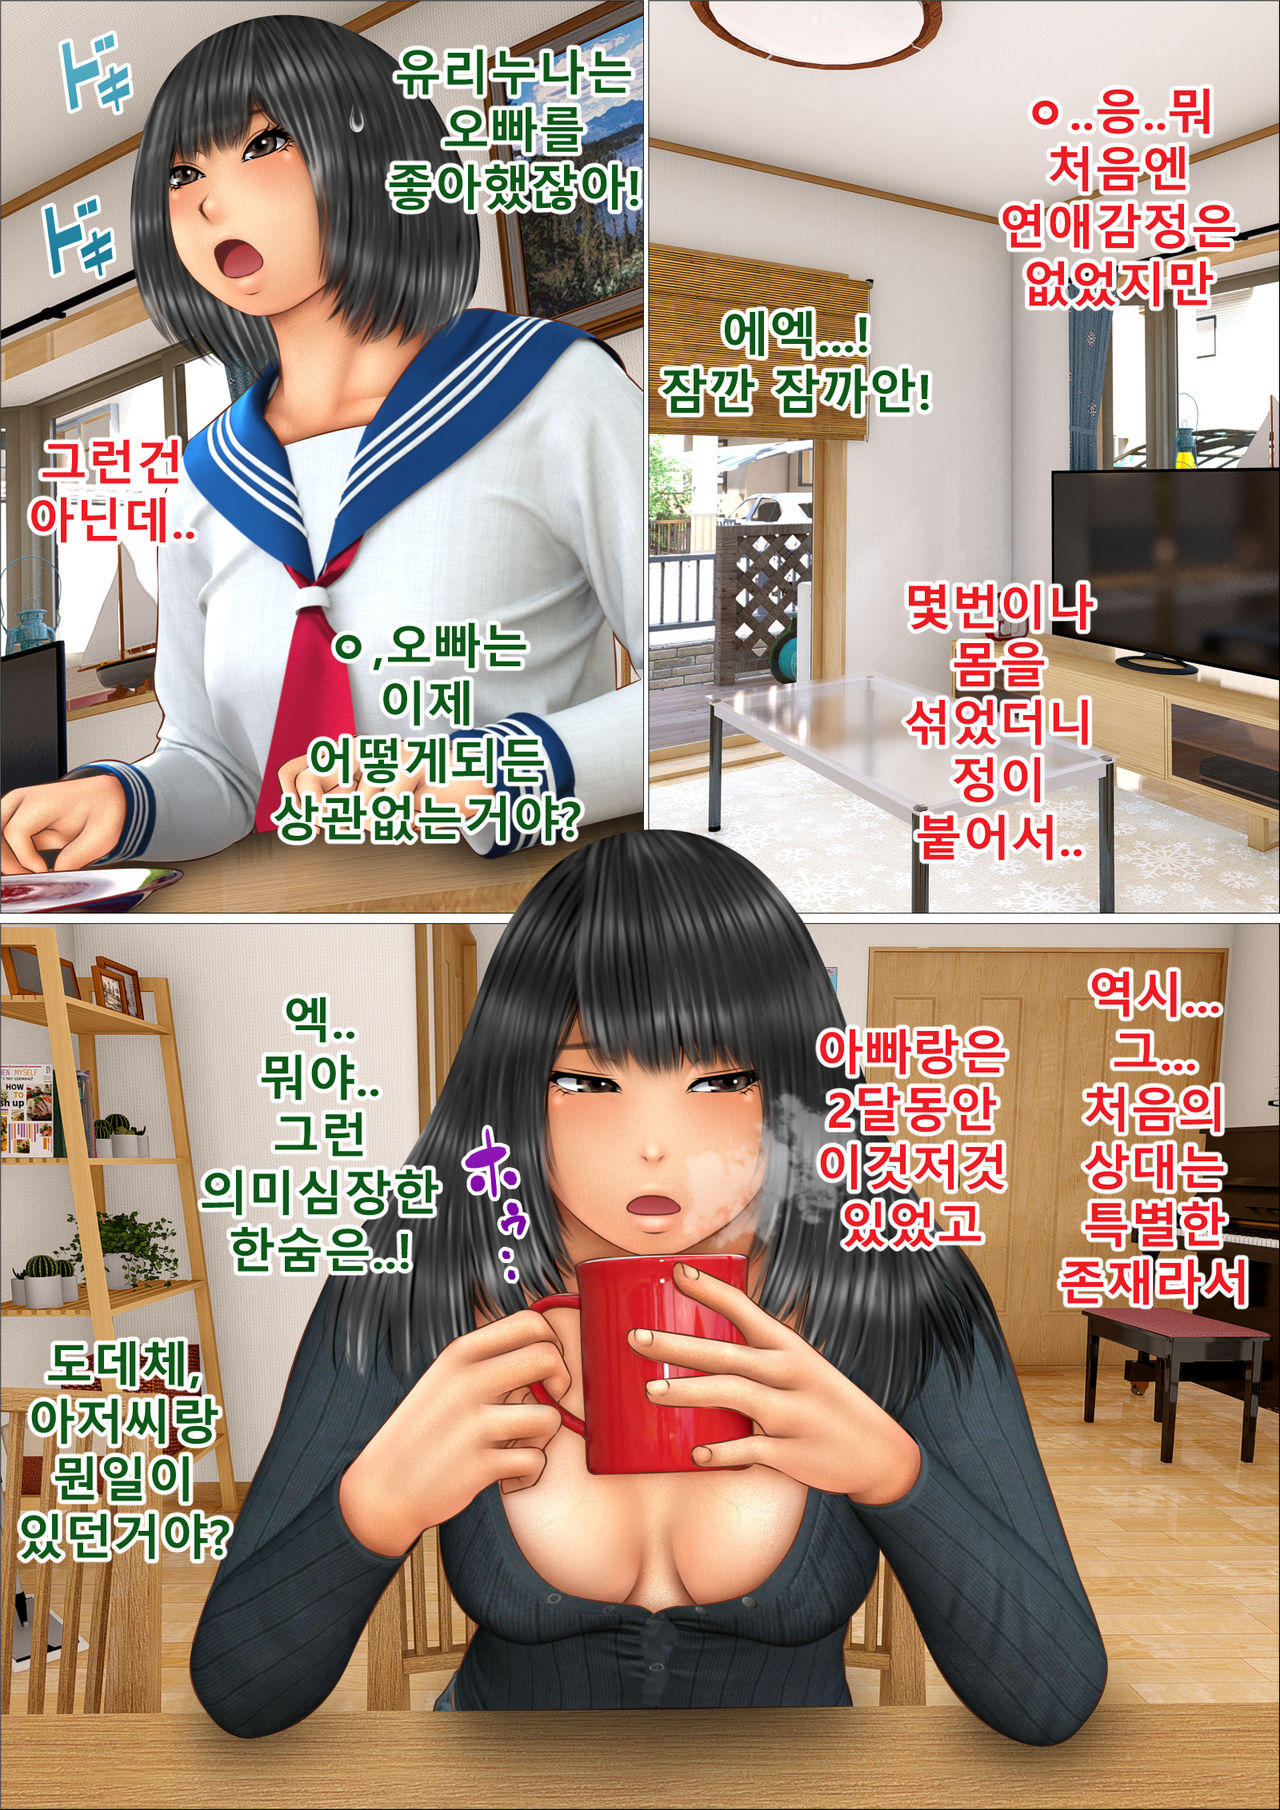 ㅇ..응..뭐
처음엔
연애감정은
없었지만
에엑...!
잠깐 잠까안!
몇번이나
몸을
섞었더니
정이
붙어서..
유리누나는
오빠를
좋아했잖아!
ドキ
ドキ
그런건
아닌데..
ㅇ,오빠는
이제
어떻게되든
상관없는거야?
역시...
그...
처음의
상대는
특별한
존재라서
아빠랑은
2달동안
이것저것
있었고
ホゥ…
엑..
뭐야..
그런
의미심장한
한숨은..!
도데체,
아저씨랑
뭔일이
있던거야?